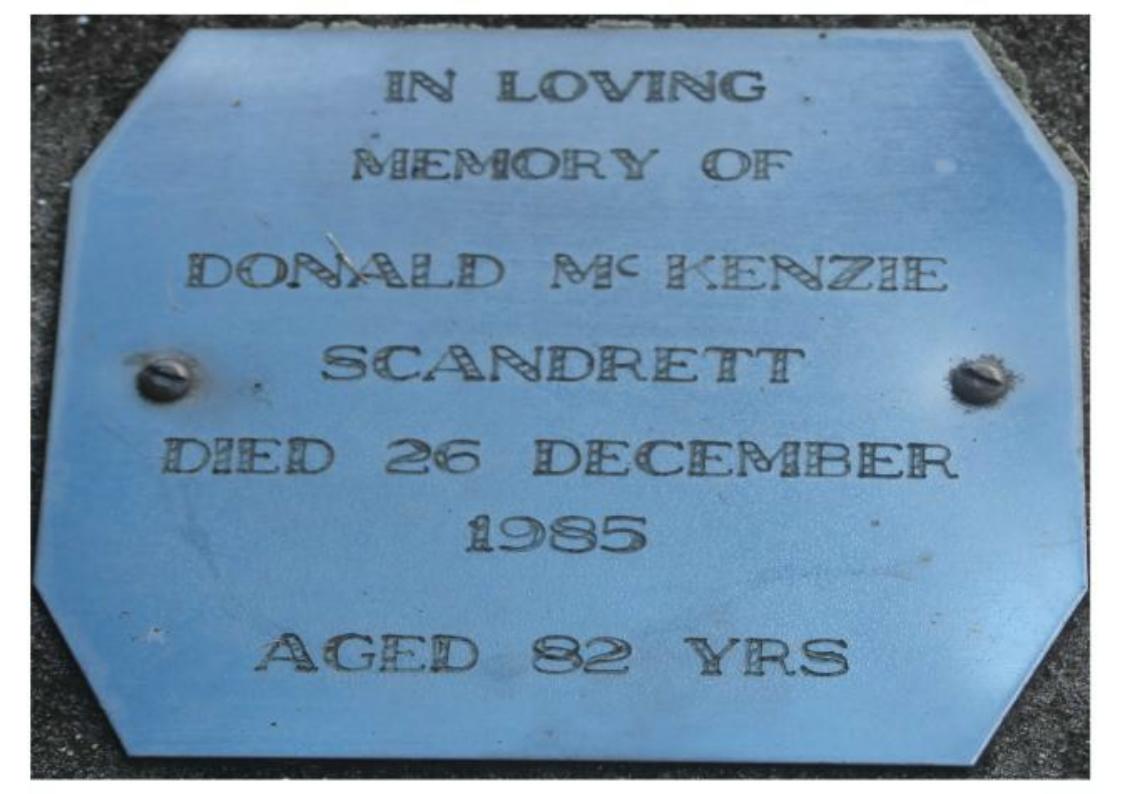 IN LOVING
MEMORY OF
DONALD Mc KENZIE
SCANDRETT
DIED 26 DECEMBER
1985
AGED 82 YRS